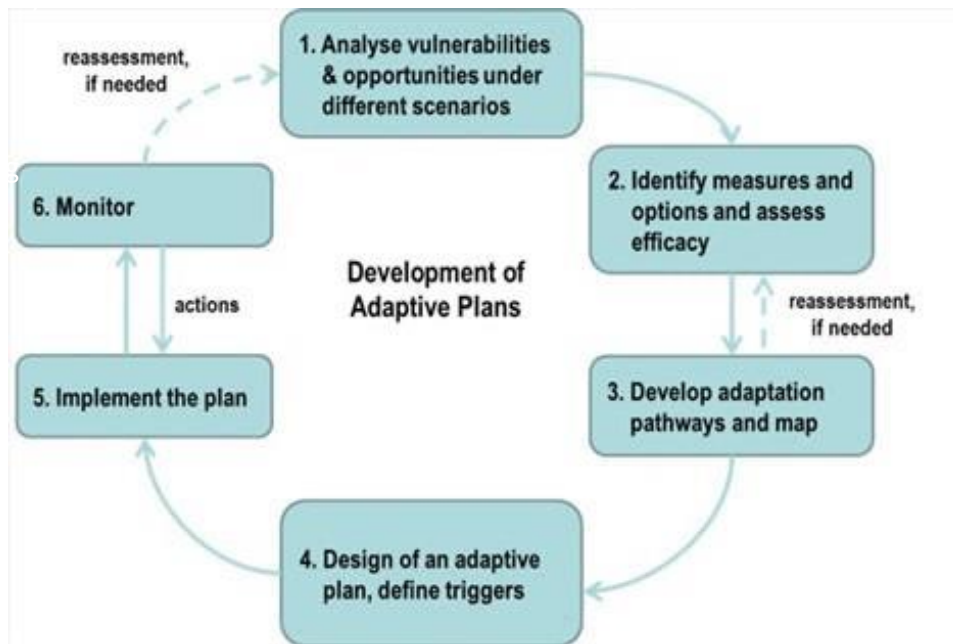 1. Analyse vulnerabilities
& opportunities under
different scenarios
reassessment,
if needed
2. Identify measures and
options and assess
efficacy
6. Monitor
Development of
Adaptive Plans
actions
reassessment,
if needed
5. Implement the plan
3. Develop adaptation
pathways and map
4. Design of an adaptive
plan, define triggers